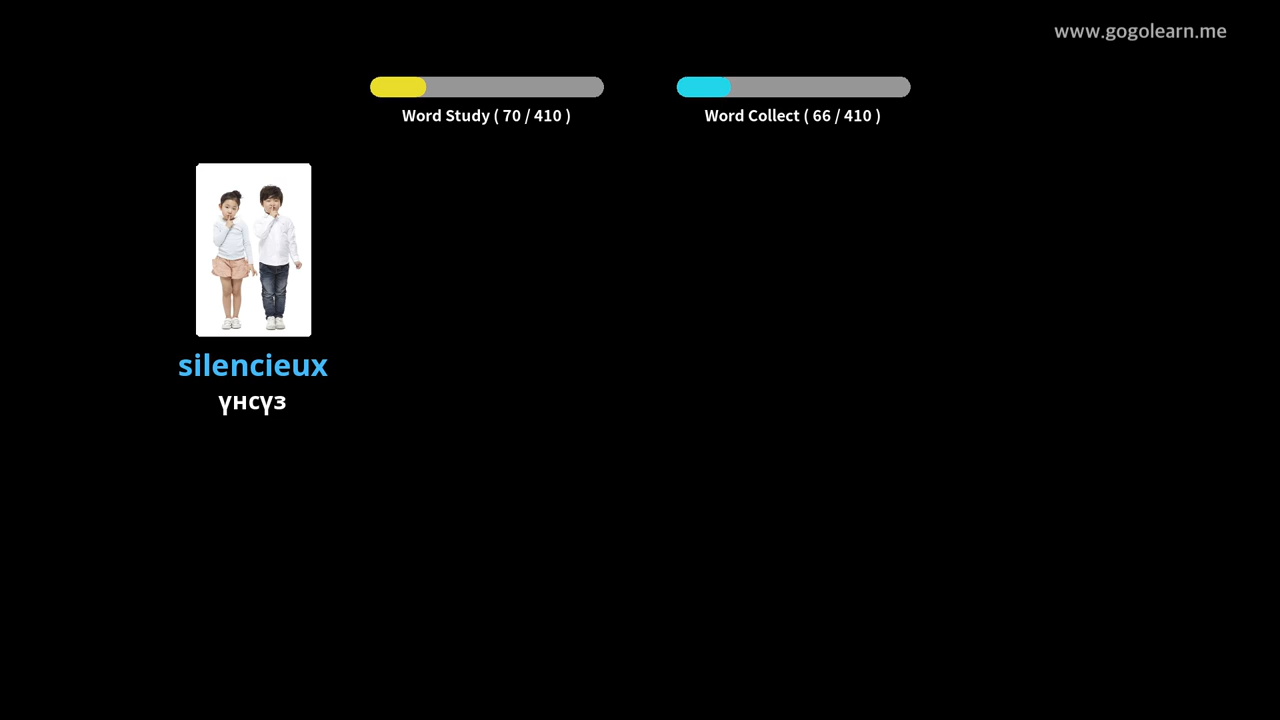 www.gogolearn.me
Word Study ( 70 / 410 )
Word Collect ( 66 / 410 )
silencieux
үнсүз